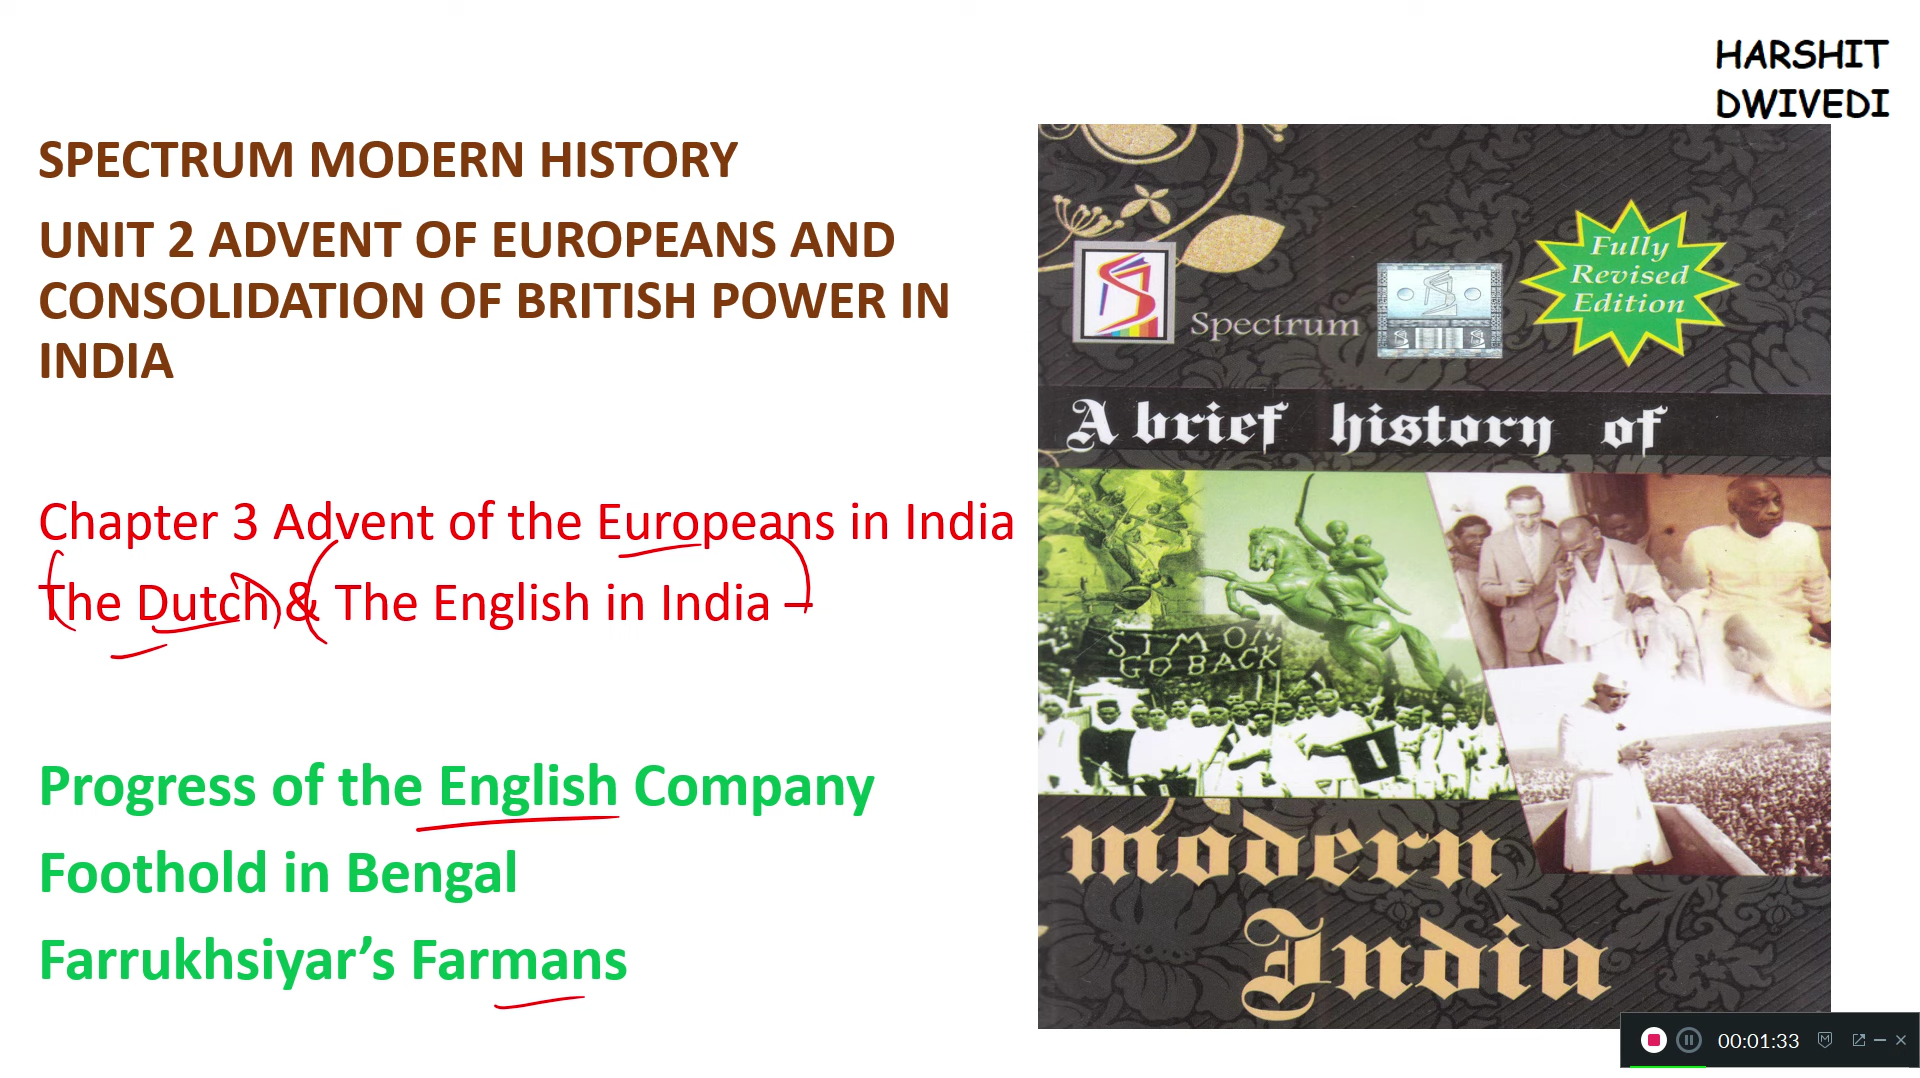 HARSHIT
DWIVEDI
SPECTRUM MODERN HISTORY
UNIT 2 ADVENT OF EUROPEANS AND
CONSOLIDATION OF BRITISH POWER IN
INDIA
Chapter 3 Advent of the Europeans in India
The Dutch & The English in India –
Progress of the English Company
Foothold in Bengal
Farrukhsiyar’s Farmans
Spectrum
Fully
Revised
Edition
A brief history of
SIMON
GO BACK
modern
India
00:01:33